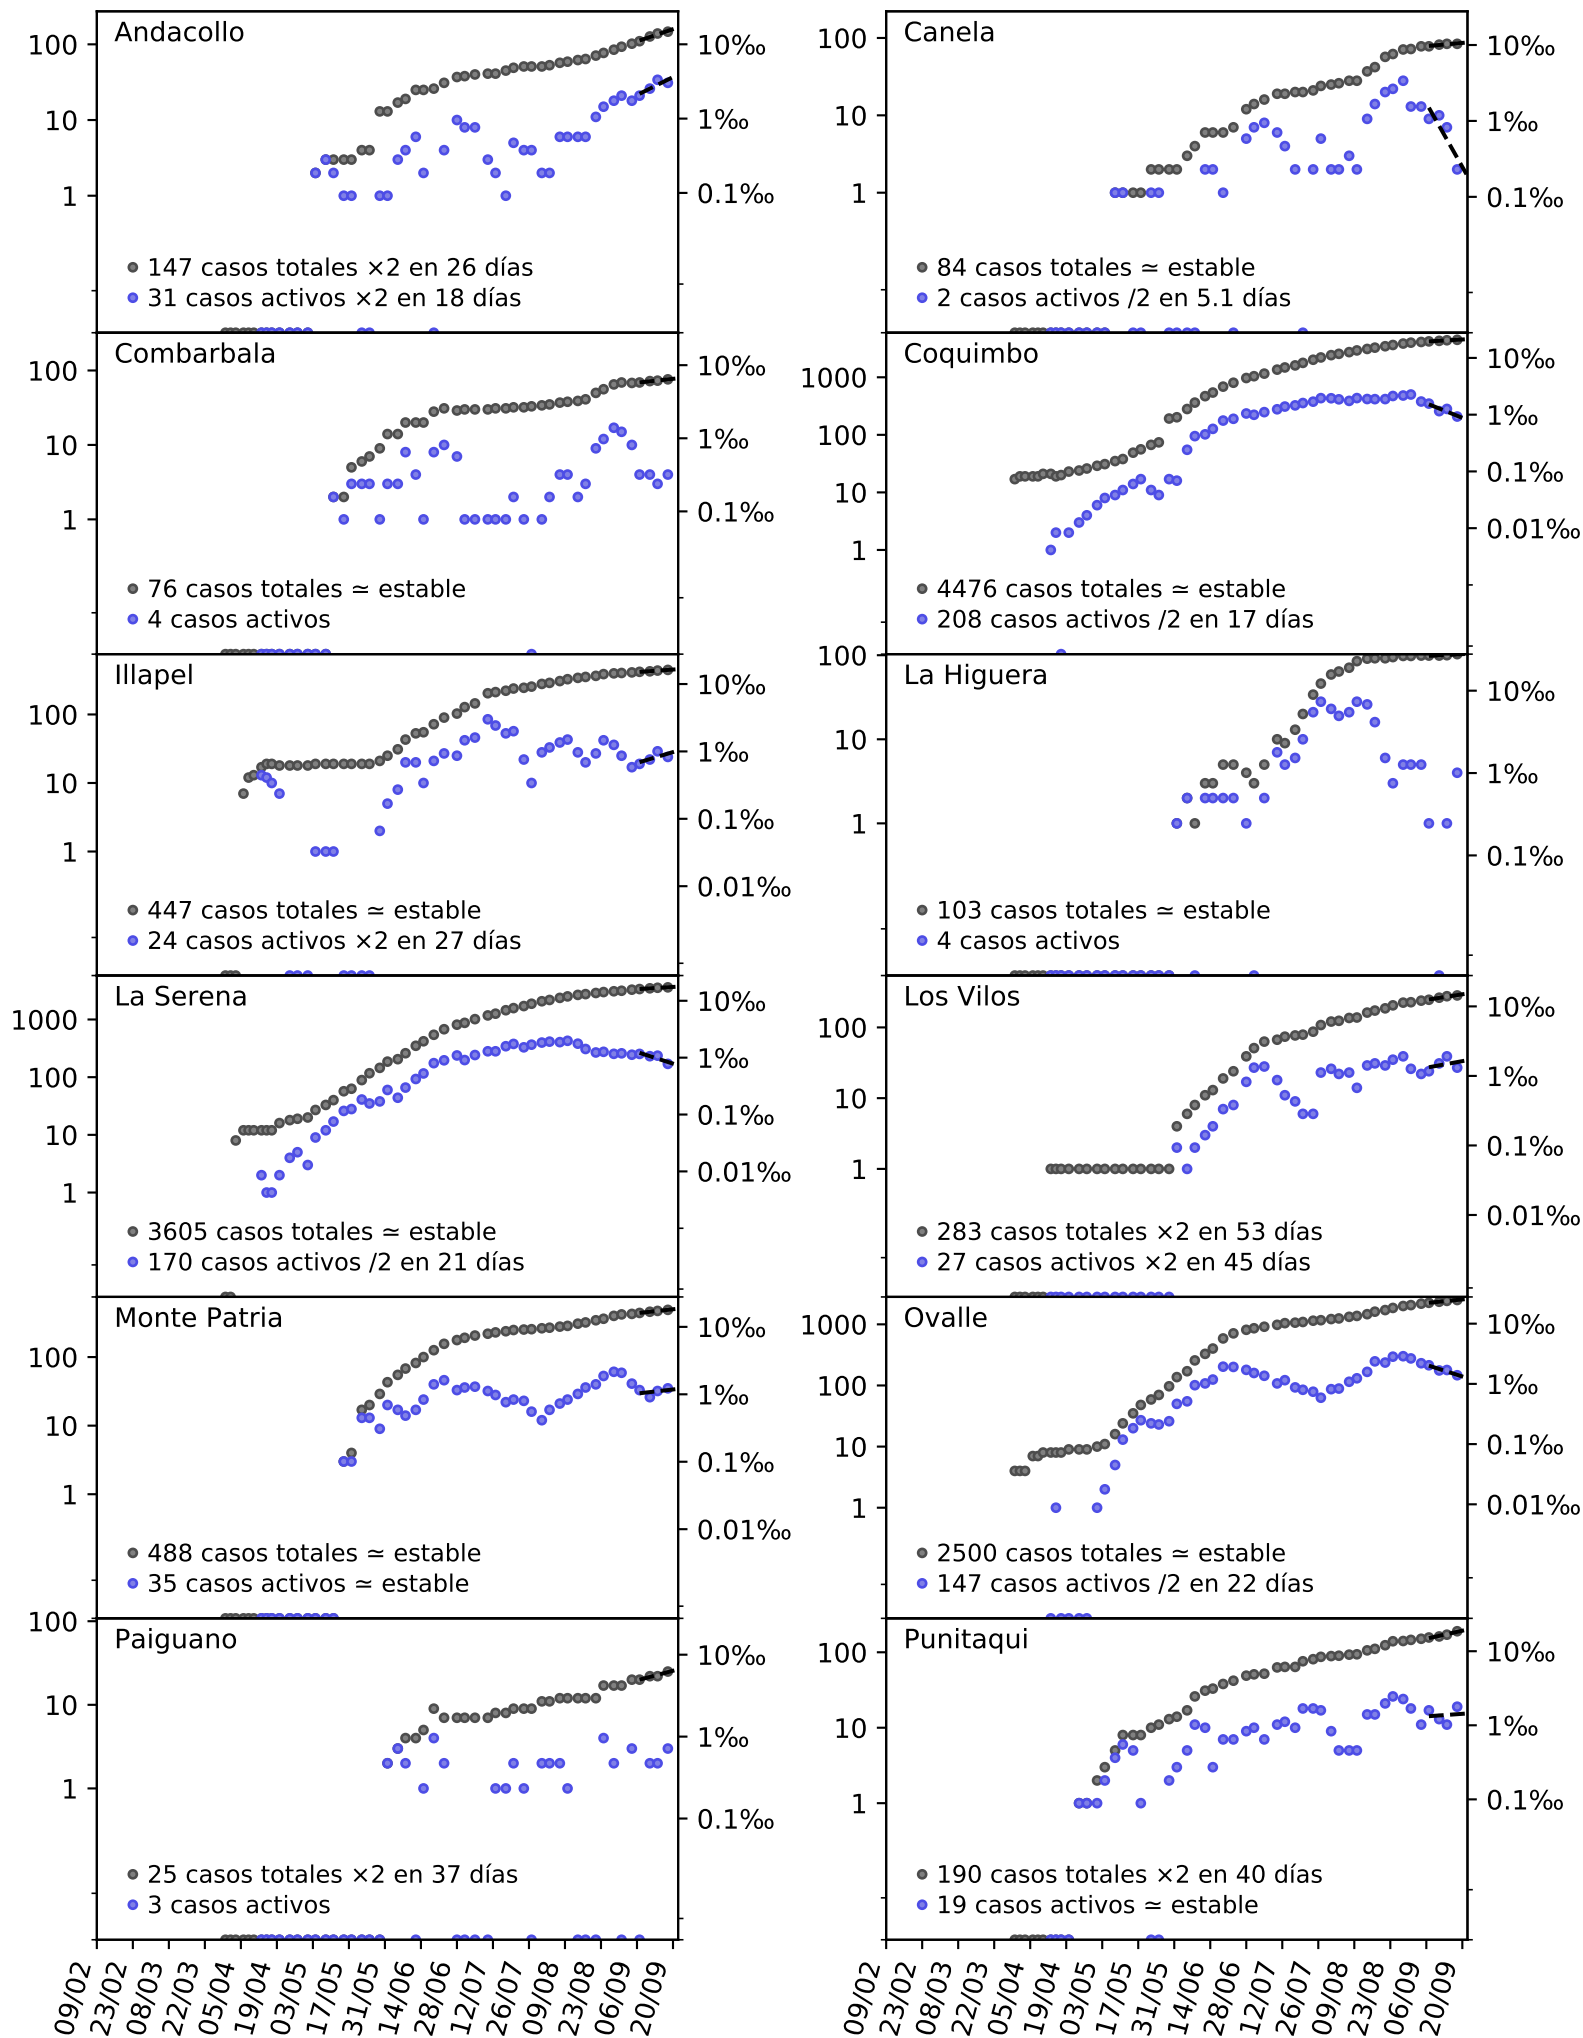 Andacollo
100
10
1
10‰
1‰
0.1‰
147 casos totales ×2 en 26 días
31 casos activos ×2 en 18 días
Canela
100
10
1
10‰
1‰
0.1‰
84 casos totales ≃ estable
2 casos activos /2 en 5.1 días
Combarbala
100
10
1
10‰
1‰
0.1‰
76 casos totales ≃ estable
4 casos activos
Coquimbo
1000
100
10
1
10‰
1‰
0.1‰
0.01‰
4476 casos totales ≃ estable
208 casos activos /2 en 17 días
Illapel
100
10
1
10‰
1‰
0.1‰
0.01‰
447 casos totales ≃ estable
24 casos activos ×2 en 27 días
La Higuera
100
10
1
10‰
1‰
0.1‰
103 casos totales ≃ estable
4 casos activos
La Serena
1000
100
10
1
10‰
1‰
0.1‰
0.01‰
3605 casos totales ≃ estable
170 casos activos /2 en 21 días
Los Vilos
100
10
1
10‰
1‰
0.1‰
0.01‰
283 casos totales ×2 en 53 días
27 casos activos ×2 en 45 días
Monte Patria
100
10
1
10‰
1‰
0.1‰
0.01‰
488 casos totales ≃ estable
35 casos activos ≃ estable
Ovalle
1000
100
10
1
10‰
1‰
0.1‰
0.01‰
2500 casos totales ≃ estable
147 casos activos /2 en 22 días
Paiguano
100
10
1
10‰
1‰
0.1‰
25 casos totales ×2 en 37 días
3 casos activos
Punitaqui
100
10
1
10‰
1‰
0.1‰
190 casos totales ×2 en 40 días
19 casos activos ≃ estable
09/02 23/02 08/03 22/03 05/04 19/04 03/05 17/05 31/05 14/06 28/06 12/07 26/07 09/08 23/08 06/09 20/09
09/02 23/02 08/03 22/03 05/04 19/04 03/05 17/05 31/05 14/06 28/06 12/07 26/07 09/08 23/08 06/09 20/09